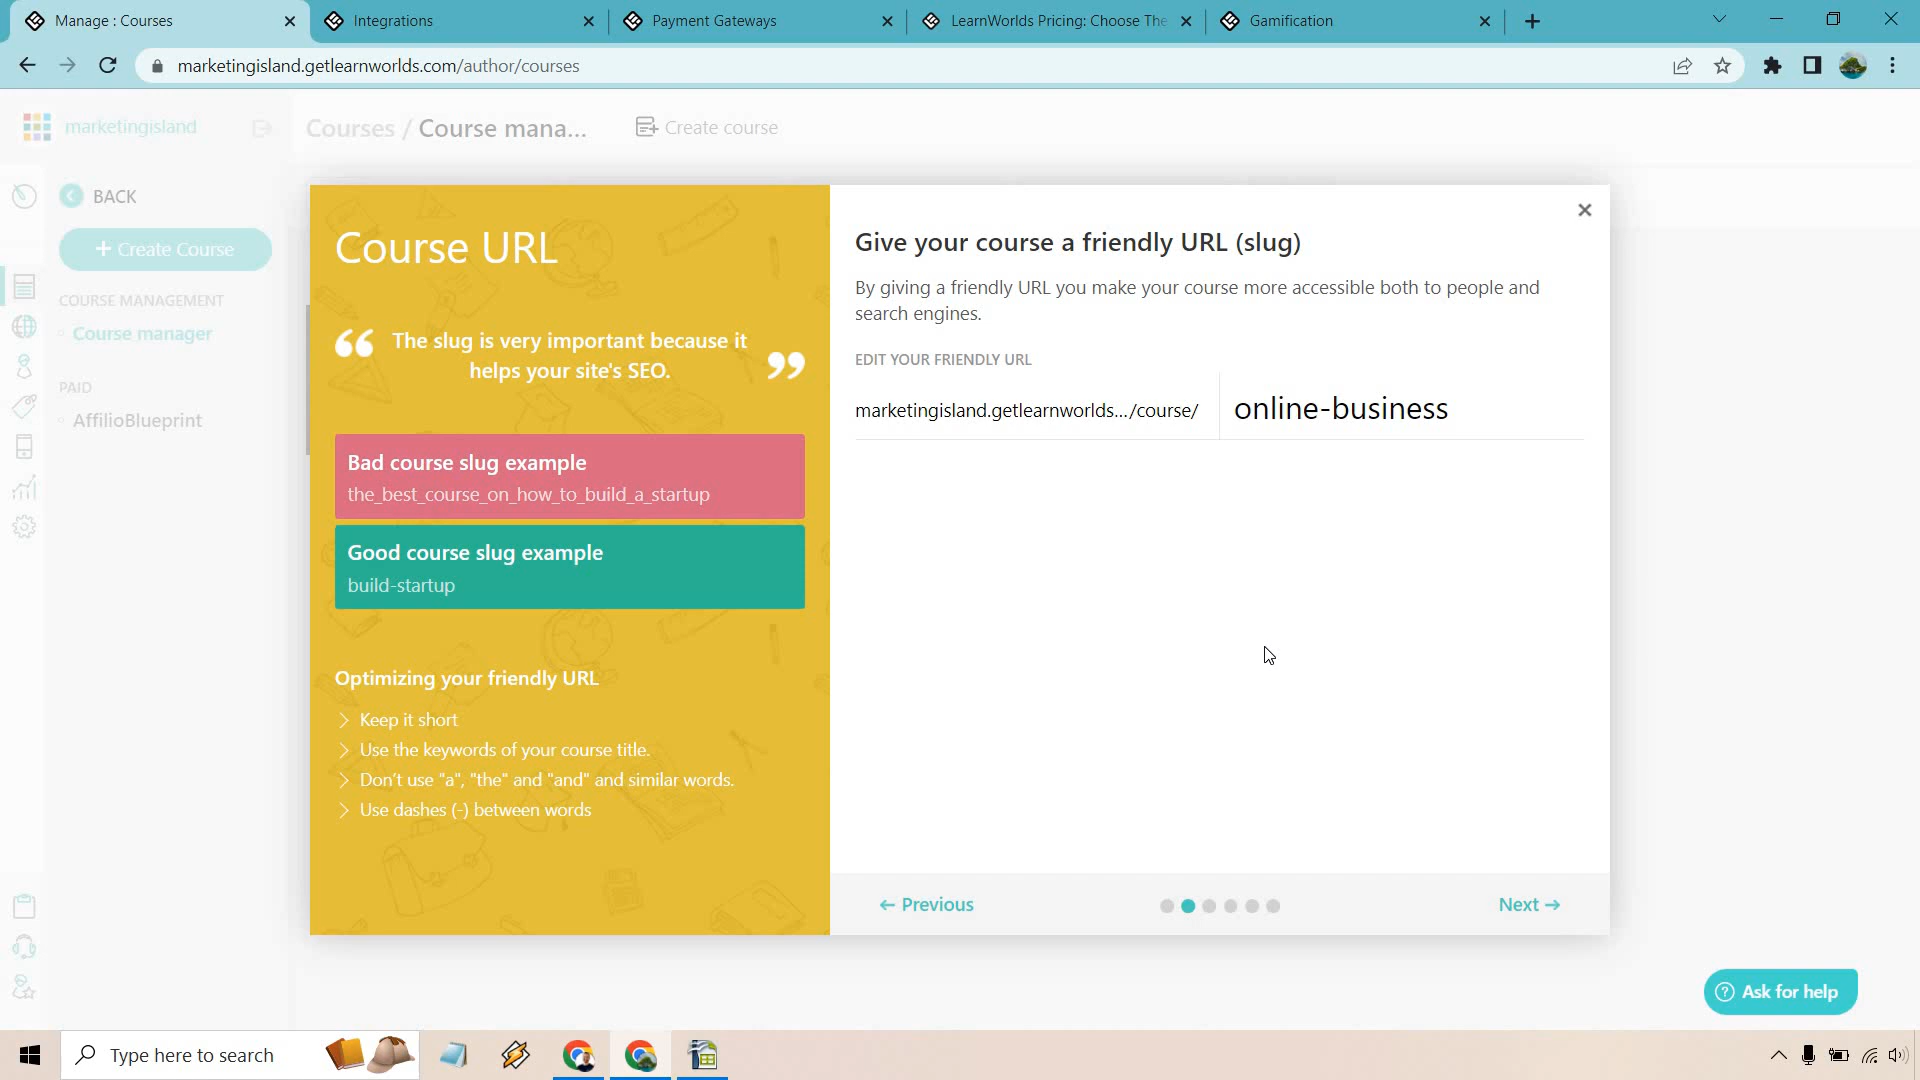 Manage : Courses
Integrations
Payment Gateways
LearnWorlds Pricing: Choose The
Gamification
marketingisland.getlearnworlds.com/author/courses
marketingisland
Courses / Course mana...
Create course
BACK
+ Create Course
COURSE MANAGEMENT
Course manager
PAID
AffilioBlueprint
Course URL
“ The slug is very important because it
helps your site's SEO. ”
Bad course slug example
the_best_course_on_how_to_build_a_startup
Good course slug example
build-startup
Optimizing your friendly URL
Keep it short
Use the keywords of your course title.
Don't use "a", "the" and "and" and similar words.
Use dashes (-) between words
Give your course a friendly URL (slug)
By giving a friendly URL you make your course more accessible both to people and
search engines.
EDIT YOUR FRIENDLY URL
marketingisland.getlearnworlds.../course/
online-business
← Previous
Next →
Ask for help
Type here to search